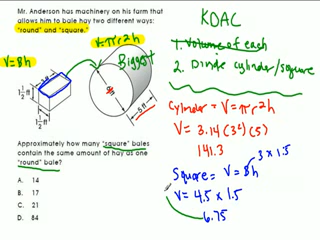 Mr. Anderson has machinery on his farm that
allows him to bale hay two different ways:
"round" and "square."
V=πr²h
V=Bh
Biggest
1½ ft
1½ ft
5 ft
Approximately how many "square" bales
contain the same amount of hay as one
"round" bale?
A. 14
B. 17
C. 21
D. 84
KDAC
1. Volume of each
2. Divide cylinder/square
Cylinder = V=πr²h
V= 3.14(3²)(5)
141.3
Square = V=Bh
3 x 1.5
V= 4.5 x 1.5
6.75